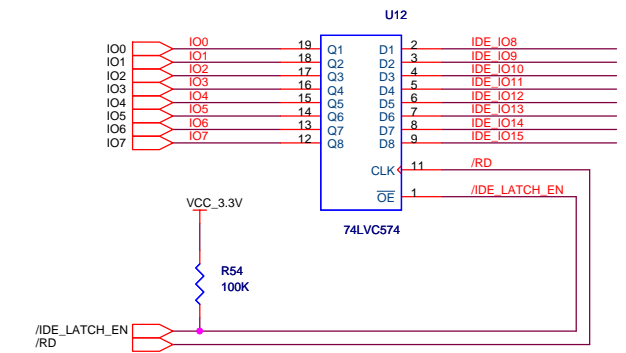 U12
IO0 IO0 19 Q1 D1 2 IDE_IO8
IO1 IO1 18 Q2 D2 3 IDE_IO9
IO2 IO2 17 Q3 D3 4 IDE_IO10
IO3 IO3 16 Q4 D4 5 IDE_IO11
IO4 IO4 15 Q5 D5 6 IDE_IO12
IO5 IO5 14 Q6 D6 7 IDE_IO13
IO6 IO6 13 Q7 D7 8 IDE_IO14
IO7 IO7 12 Q8 D8 9 IDE_IO15
CLK 11 /RD
OE 1 /IDE_LATCH_EN
VCC_3.3V
74LVC574
R54
100K
/IDE_LATCH_EN
/RD